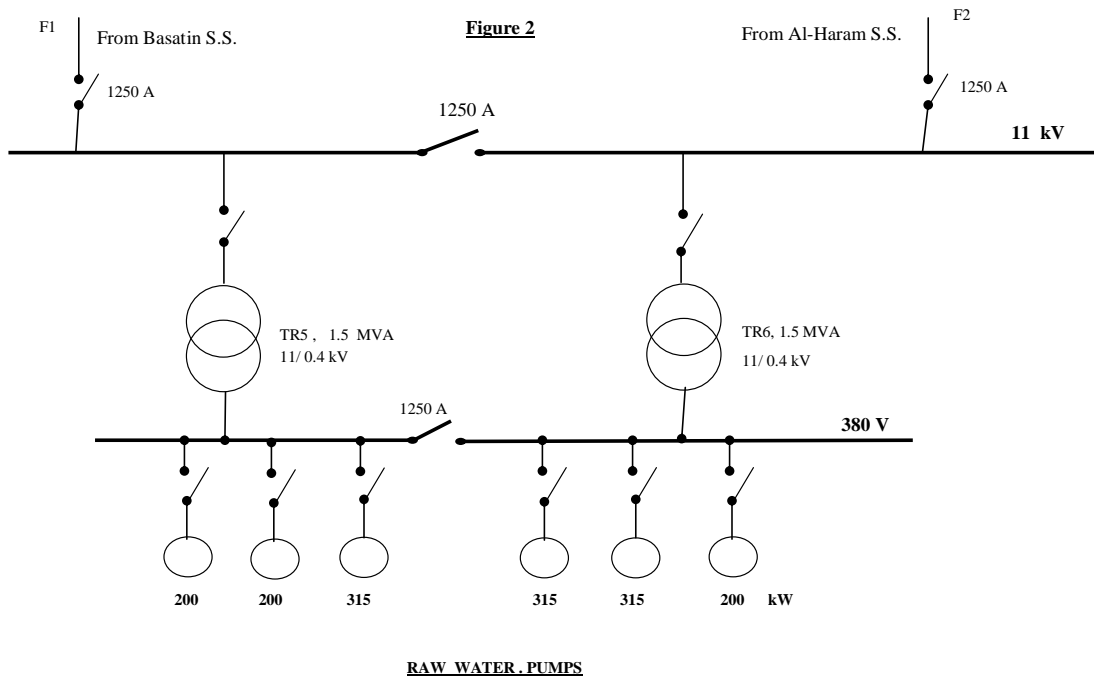 Figure 2
F1
F2
From Basatin S.S.
From Al-Haram S.S.
1250 A
1250 A
1250 A
11 kV
TR5 , 1.5 MVA
11/ 0.4 kV
TR6, 1.5 MVA
11/ 0.4 kV
1250 A
380 V
200 200 315 315 315 200 kW
RAW WATER . PUMPS